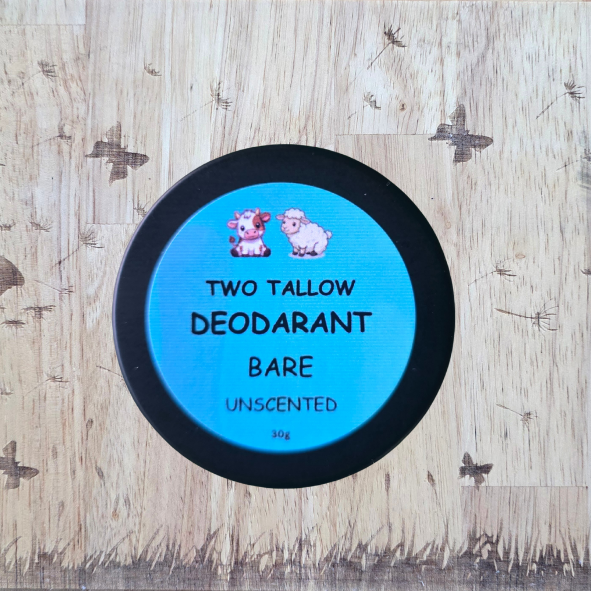 TWO TALLOW
DEODARANT
BARE
UNSCENTED
30g